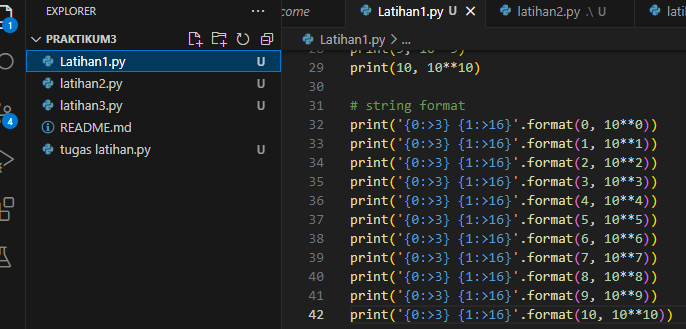 EXPLORER
...
PRAKTIKUM3
Latihan1.py U
latihan2.py U
latihan3.py U
README.md U
tugas latihan.py U
1
4
come
Latihan1.py U
latihan2.py .\ U
Latihan1.py > ...
29 print(10, 10**10)
30
31 # string format
32 print('{0:>3} {1:>16}'.format(0, 10**0))
33 print('{0:>3} {1:>16}'.format(1, 10**1))
34 print('{0:>3} {1:>16}'.format(2, 10**2))
35 print('{0:>3} {1:>16}'.format(3, 10**3))
36 print('{0:>3} {1:>16}'.format(4, 10**4))
37 print('{0:>3} {1:>16}'.format(5, 10**5))
38 print('{0:>3} {1:>16}'.format(6, 10**6))
39 print('{0:>3} {1:>16}'.format(7, 10**7))
40 print('{0:>3} {1:>16}'.format(8, 10**8))
41 print('{0:>3} {1:>16}'.format(9, 10**9))
42 print('{0:>3} {1:>16}'.format(10, 10**10))